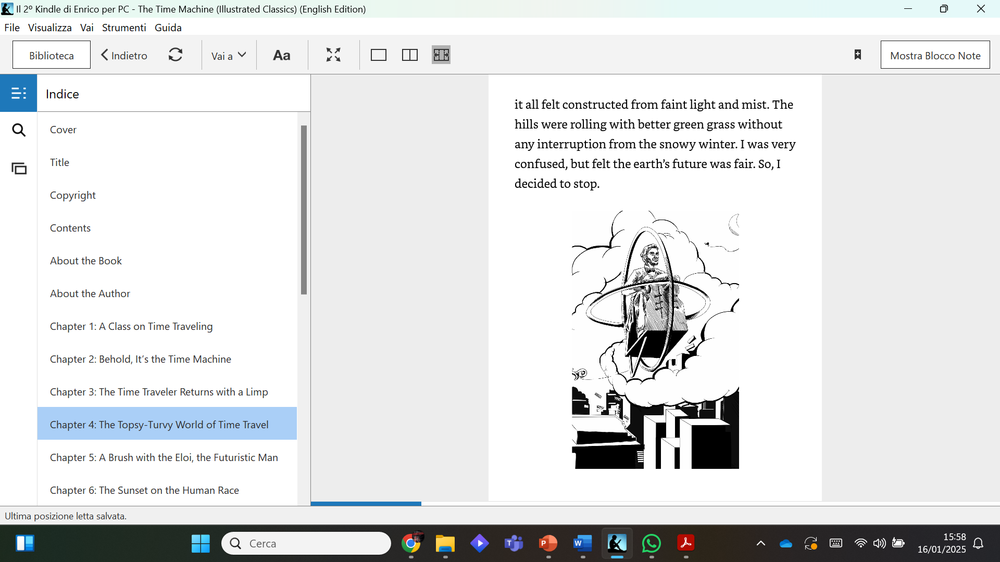 Il 2º Kindle di Enrico per PC - The Time Machine (Illustrated Classics) (English Edition)
File Visualizza Vai Strumenti Guida
Biblioteca Indietro Vai a Aa Mostra Blocco Note
Indice
Cover
Title
Copyright
Contents
About the Book
About the Author
Chapter 1: A Class on Time Traveling
Chapter 2: Behold, It’s the Time Machine
Chapter 3: The Time Traveler Returns with a Limp
Chapter 4: The Topsy-Turvy World of Time Travel
Chapter 5: A Brush with the Eloi, the Futuristic Man
Chapter 6: The Sunset on the Human Race
it all felt constructed from faint light and mist. The
hills were rolling with better green grass without
any interruption from the snowy winter. I was very
confused, but felt the earth’s future was fair. So, I
decided to stop.
Ultima posizione letta salvata.
Cerca
P
W
15:58
16/01/2025